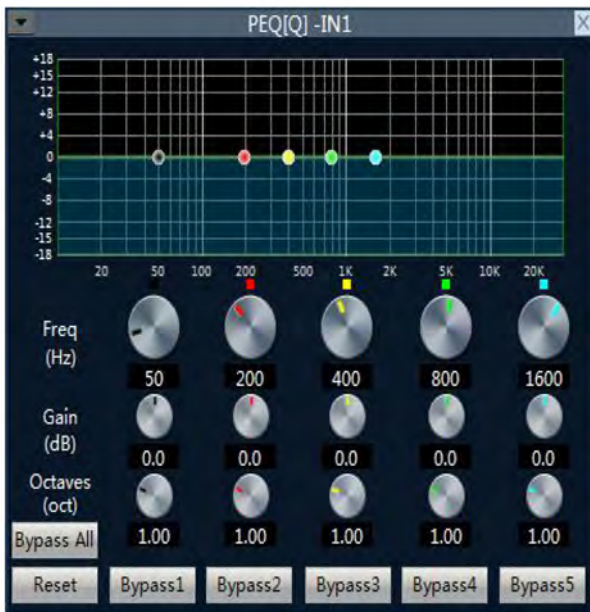 PEQ[Q] -IN1
X
+18
+15
+12
+8
+4
0
-4
-8
-12
-15
-18
20 50 100 200 500 1K 2K 5K 10K 20K
Freq
(Hz)
50 200 400 800 1600
Gain
(dB)
0.0 0.0 0.0 0.0 0.0
Octaves
(oct)
1.00 1.00 1.00 1.00 1.00
Bypass All
Reset Bypass1 Bypass2 Bypass3 Bypass4 Bypass5